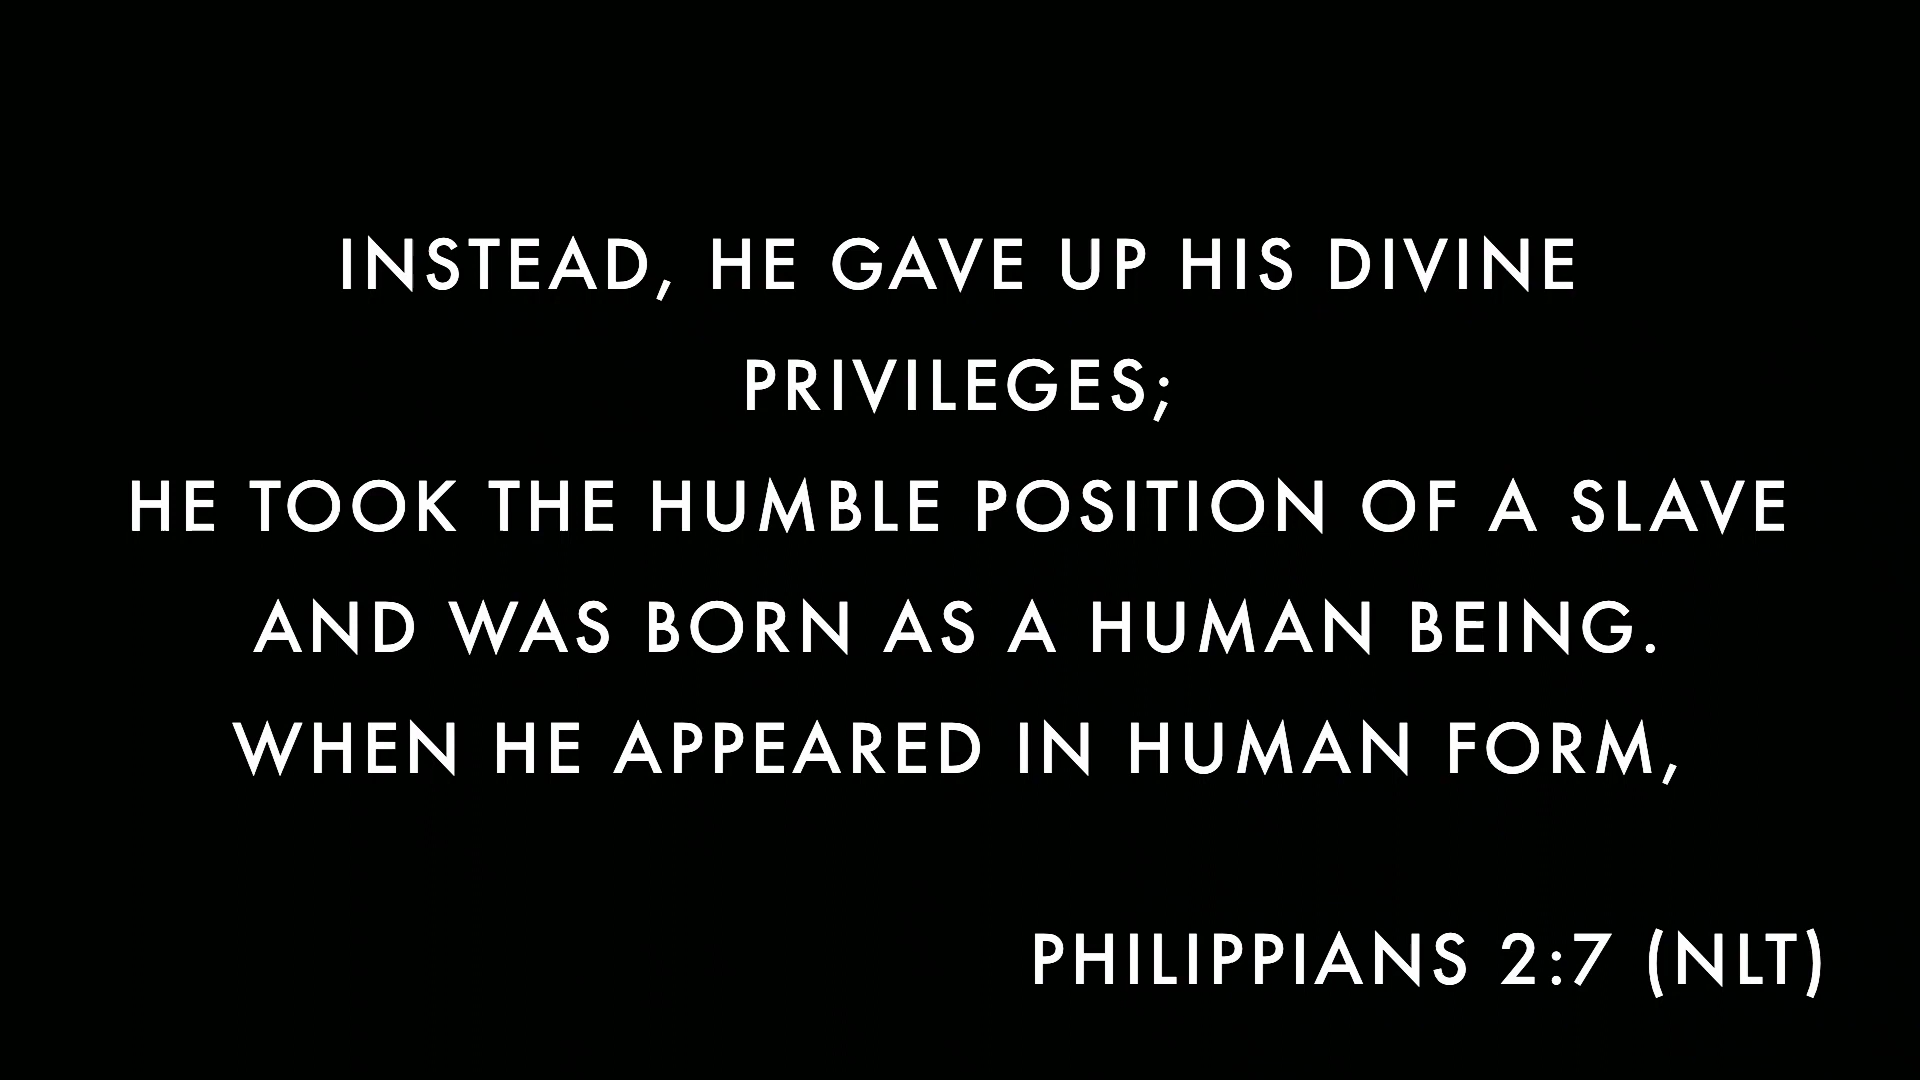 INSTEAD, HE GAVE UP HIS DIVINE
PRIVILEGES;
HE TOOK THE HUMBLE POSITION OF A SLAVE
AND WAS BORN AS A HUMAN BEING.
WHEN HE APPEARED IN HUMAN FORM,
PHILIPPIANS 2:7 (NLT)